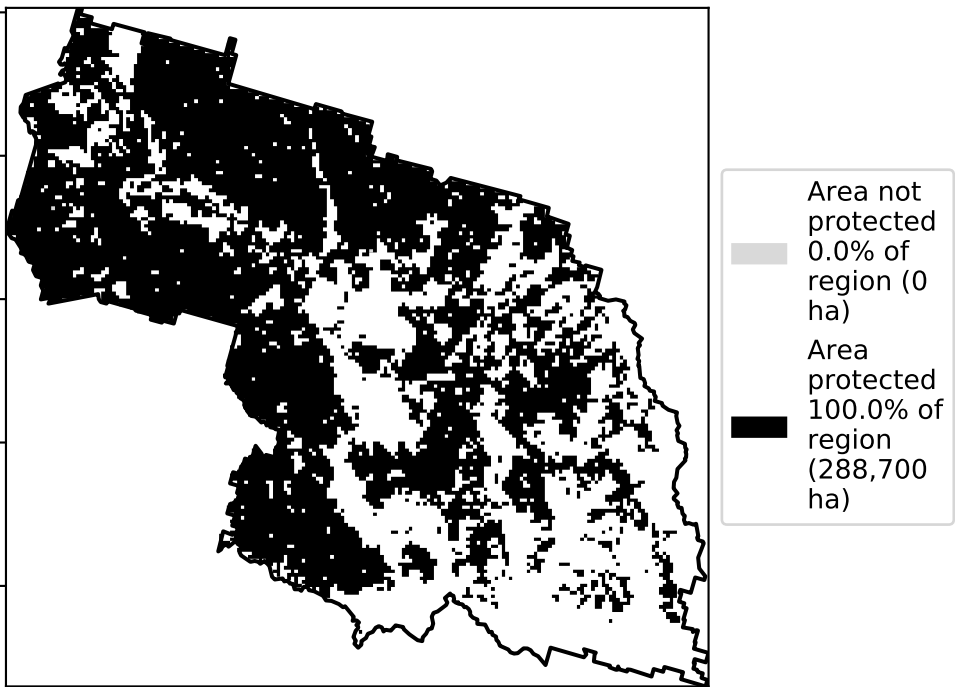 Area not
protected
0.0% of
region (0
ha)
Area
protected
100.0% of
region
(288,700
ha)